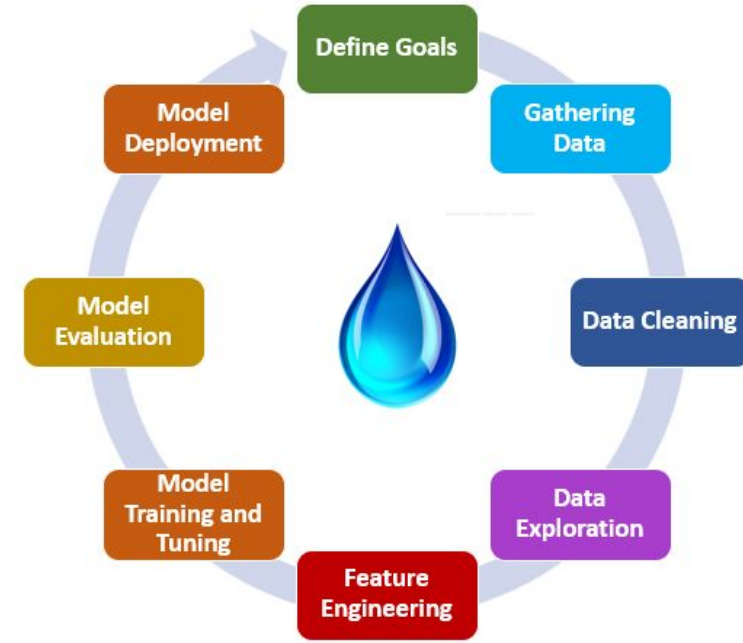 Define Goals
Gathering
Data
Data Cleaning
Data
Exploration
Feature
Engineering
Model
Training and
Tuning
Model
Evaluation
Model
Deployment